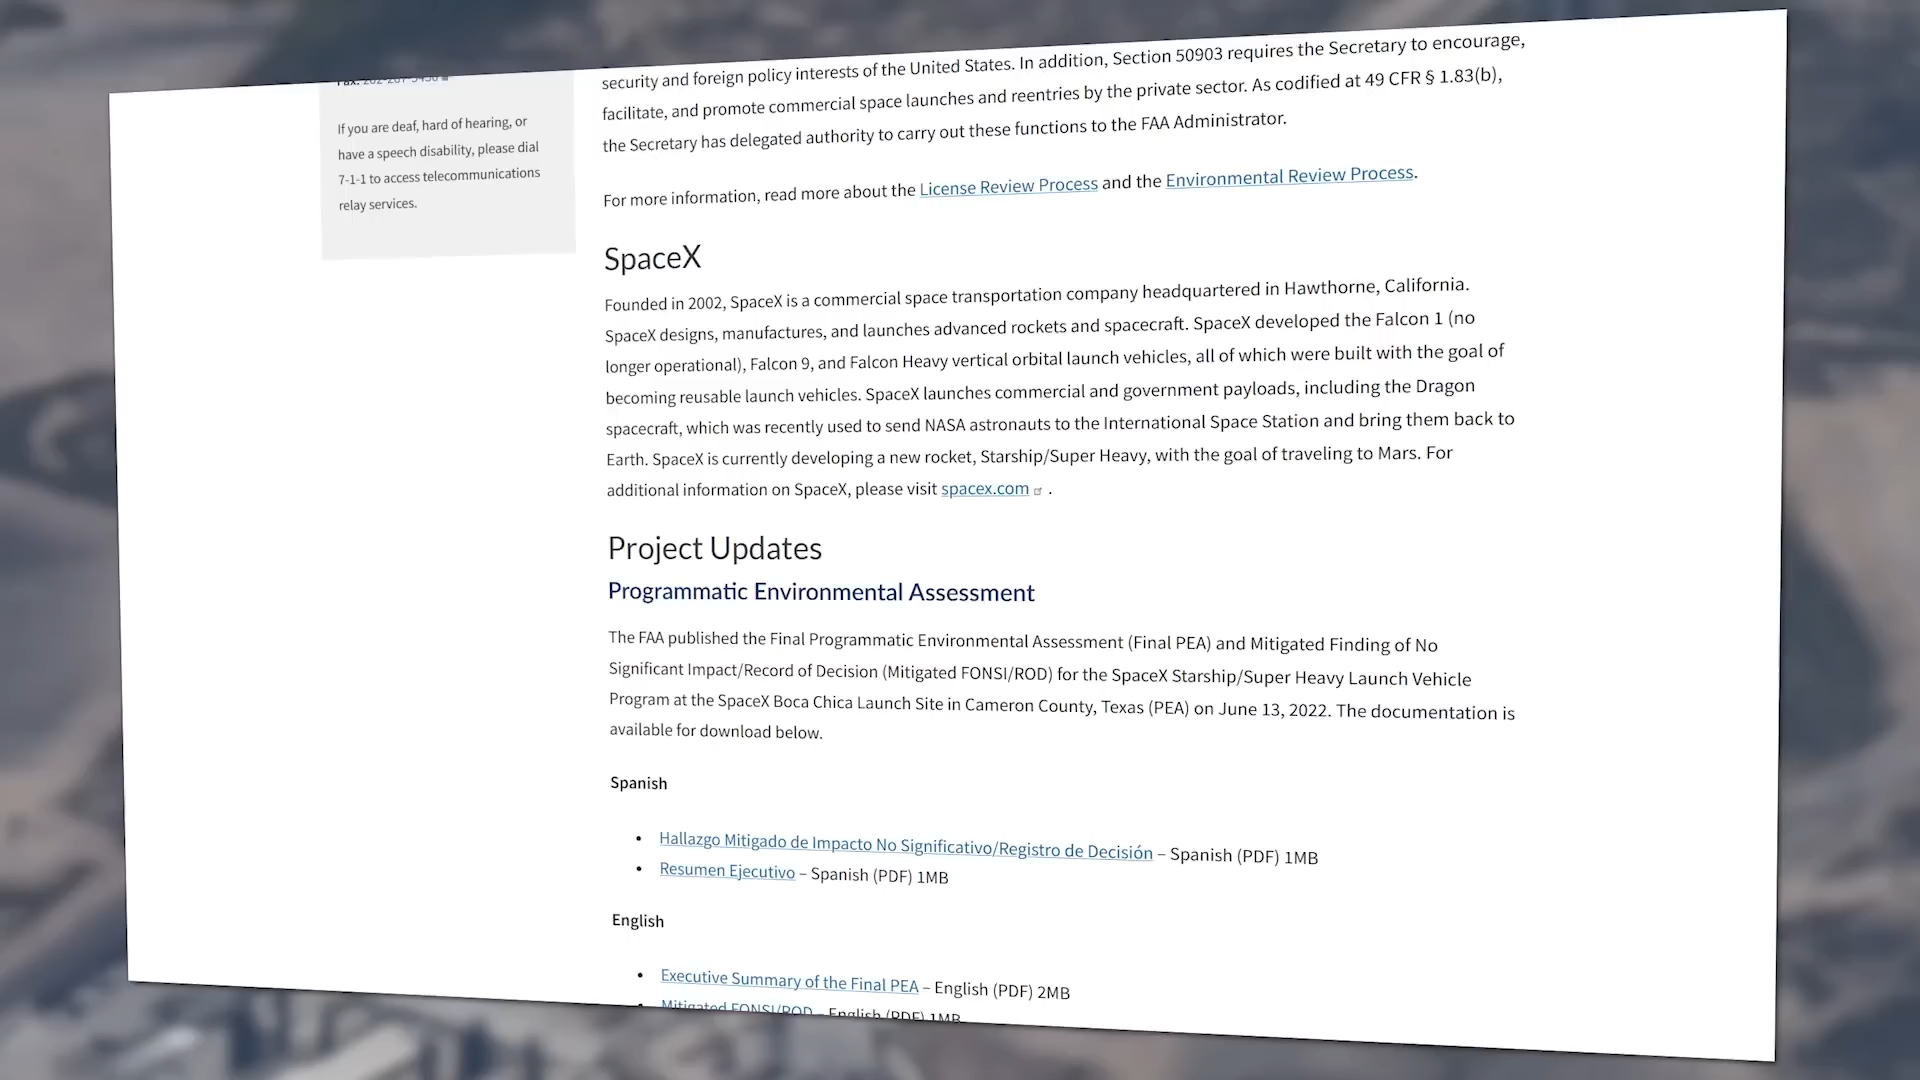 If you are deaf, hard of hearing, or
have a speech disability, please dial
7-1-1 to access telecommunications
relay services.
security and foreign policy interests of the United States. In addition, Section 50903 requires the Secretary to encourage,
facilitate, and promote commercial space launches and reentries by the private sector. As codified at 49 CFR § 1.83(b),
the Secretary has delegated authority to carry out these functions to the FAA Administrator.
For more information, read more about the License Review Process and the Environmental Review Process.
SpaceX
Founded in 2002, SpaceX is a commercial space transportation company headquartered in Hawthorne, California.
SpaceX designs, manufactures, and launches advanced rockets and spacecraft. SpaceX developed the Falcon 1 (no
longer operational), Falcon 9, and Falcon Heavy vertical orbital launch vehicles, all of which were built with the goal of
becoming reusable launch vehicles. SpaceX launches commercial and government payloads, including the Dragon
spacecraft, which was recently used to send NASA astronauts to the International Space Station and bring them back to
Earth. SpaceX is currently developing a new rocket, Starship/Super Heavy, with the goal of traveling to Mars. For
additional information on SpaceX, please visit spacex.com .
Project Updates
Programmatic Environmental Assessment
The FAA published the Final Programmatic Environmental Assessment (Final PEA) and Mitigated Finding of No
Significant Impact/Record of Decision (Mitigated FONSI/ROD) for the SpaceX Starship/Super Heavy Launch Vehicle
Program at the SpaceX Boca Chica Launch Site in Cameron County, Texas (PEA) on June 13, 2022. The documentation is
available for download below.
Spanish
• Hallazgo Mitigado de Impacto No Significativo/Registro de Decisión – Spanish (PDF) 1MB
• Resumen Ejecutivo – Spanish (PDF) 1MB
English
• Executive Summary of the Final PEA – English (PDF) 2MB
• Mitigated FONSI/ROD – English (PDF) 1MB